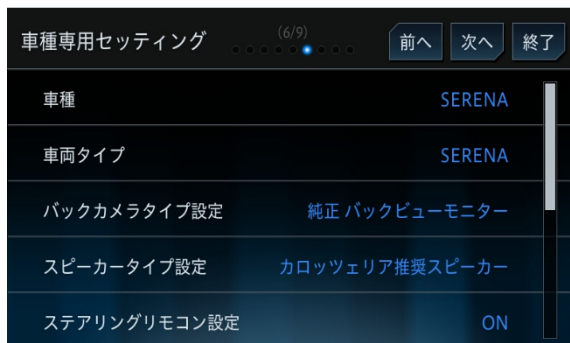 車種専用セッティング (6/9) 前へ 次へ 終了
車種 SERENA
車両タイプ SERENA
バックカメラタイプ設定 純正 バックビューモニター
スピーカータイプ設定 カロッツェリア推奨スピーカー
ステアリングリモコン設定 ON